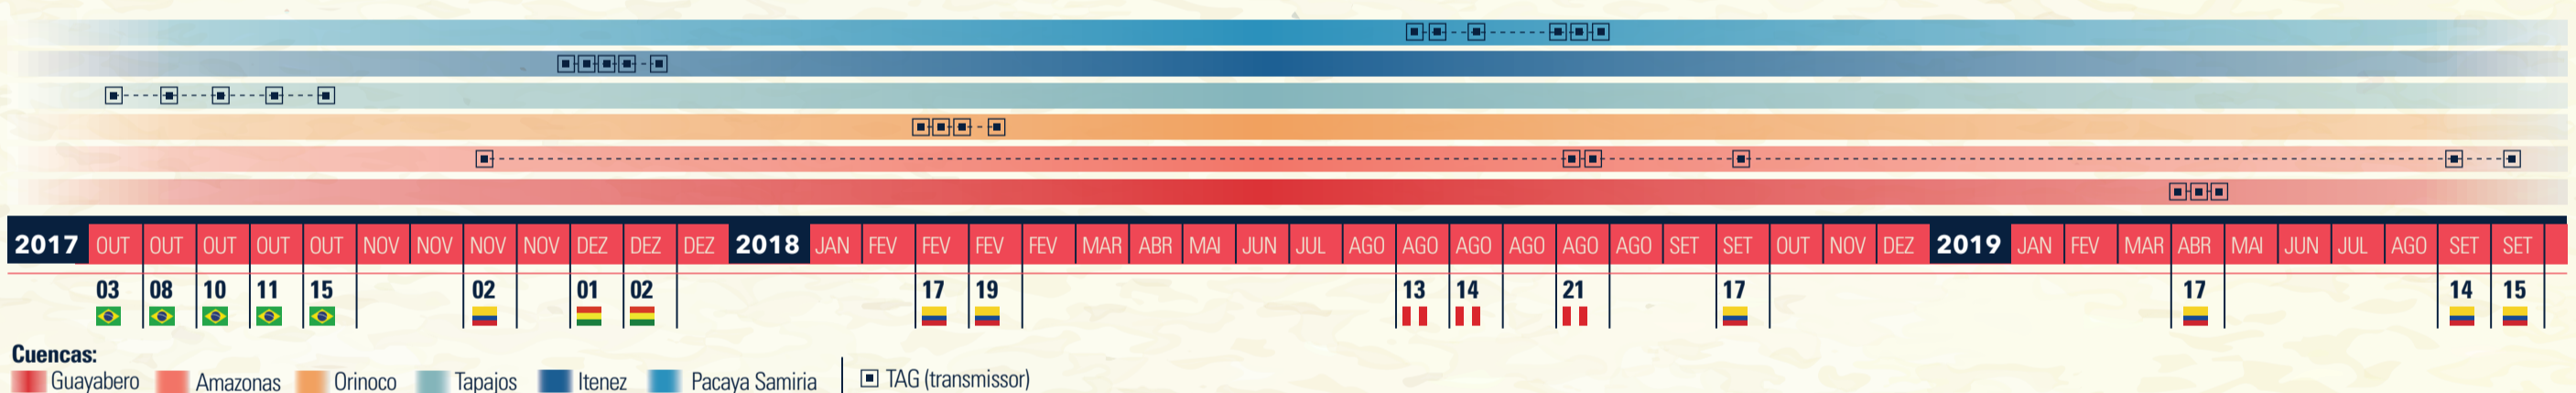 2017 OUT OUT OUT OUT OUT NOV NOV NOV NOV DEZ DEZ DEZ 2018 JAN FEV FEV FEV FEV MAR ABR MAI JUN JUL AGO AGO AGO AGO AGO AGO SET SET OUT NOV DEZ 2019 JAN FEV MAR ABR MAI JUN JUL AGO SET SET
03 08 10 11 15 02 01 02 17 19 13 14 21 17 17 14 15
Cuencas:
Guayabero Amazonas Orinoco Tapajos Itenez Pacaya Samiria TAG (transmissor)